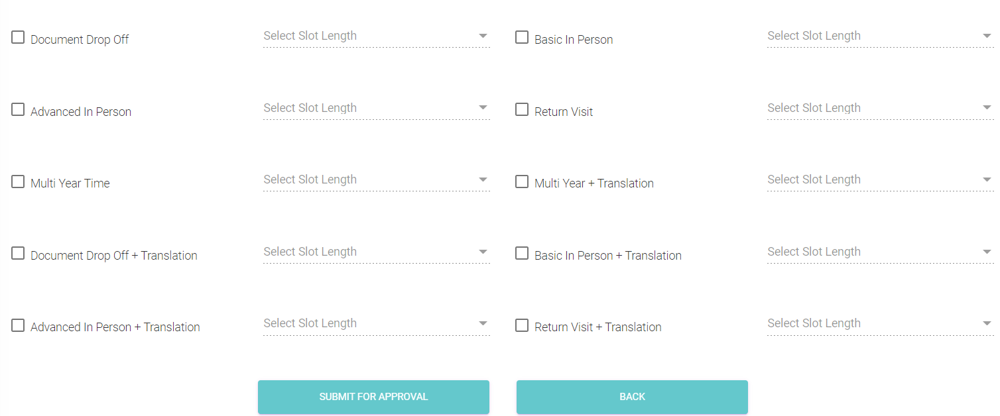 Document Drop Off Select Slot Length Basic In Person Select Slot Length
Advanced In Person Select Slot Length Return Visit Select Slot Length
Multi Year Time Select Slot Length Multi Year + Translation Select Slot Length
Document Drop Off + Translation Select Slot Length Basic In Person + Translation Select Slot Length
Advanced In Person + Translation Select Slot Length Return Visit + Translation Select Slot Length
SUBMIT FOR APPROVAL BACK